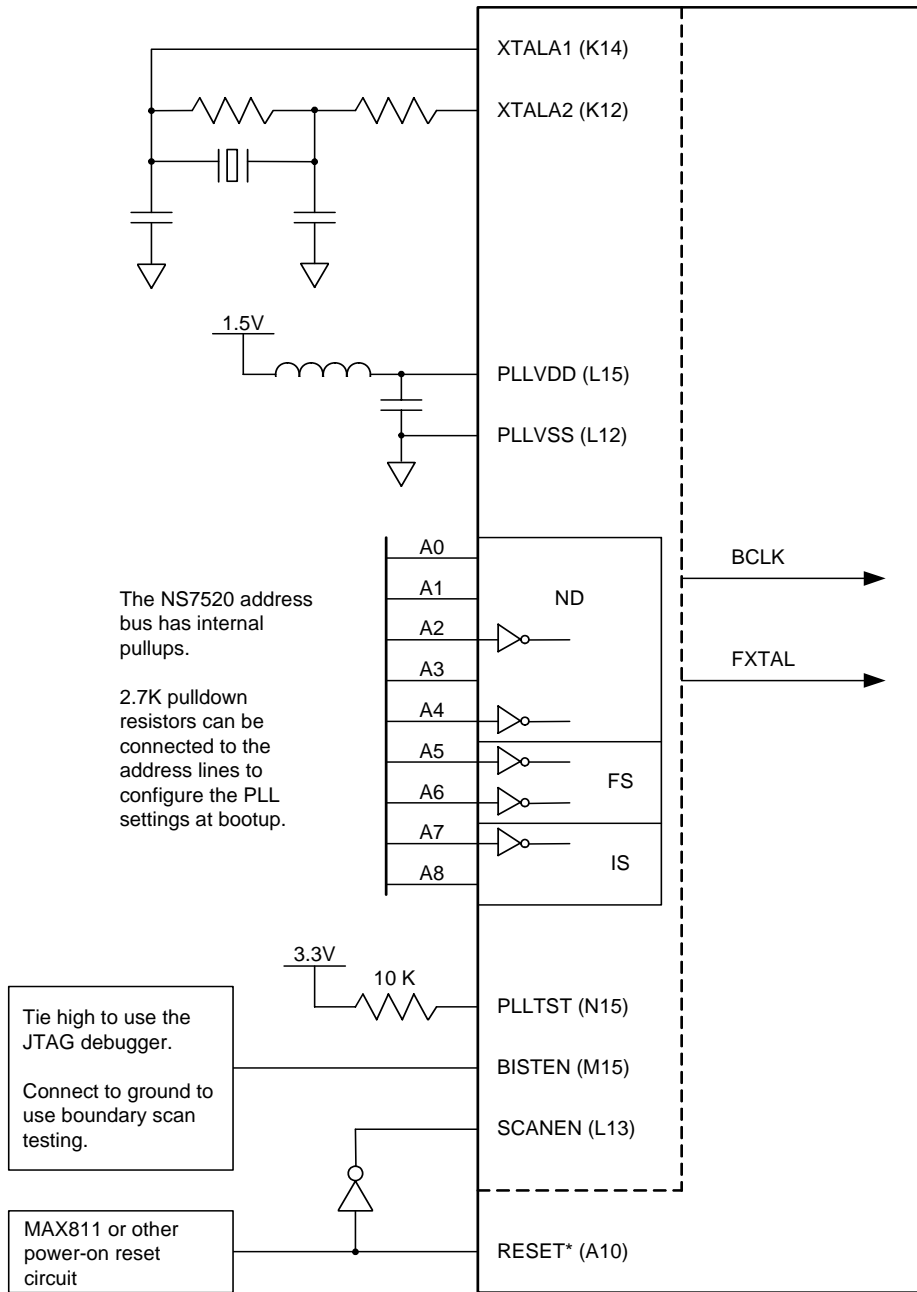 XTALA1 (K14)
XTALA2 (K12)
1.5V
PLLVDD (L15)
PLLVSS (L12)
The NS7520 address
bus has internal
pullups.
2.7K pulldown
resistors can be
connected to the
address lines to
configure the PLL
settings at bootup.
A0
A1
A2
A3
A4
A5
A6
A7
A8
ND
FS
IS
BCLK
FXTAL
3.3V
10 K
PLLTST (N15)
Tie high to use the
JTAG debugger.
Connect to ground to
use boundary scan
testing.
BISTEN (M15)
SCANEN (L13)
MAX811 or other
power-on reset
circuit
RESET* (A10)